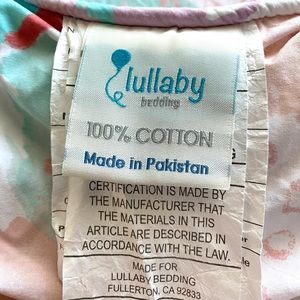 lullaby
bedding
100% COTTON
Made in Pakistan
CERTIFICATION IS MADE BY
THE MANUFACTURER THAT
THE MATERIALS IN THIS
ARTICLE ARE DESCRIBED IN
ACCORDANCE WITH THE LAW.
MADE FOR
LULLABY BEDDING
FULLERTON, CA 92833